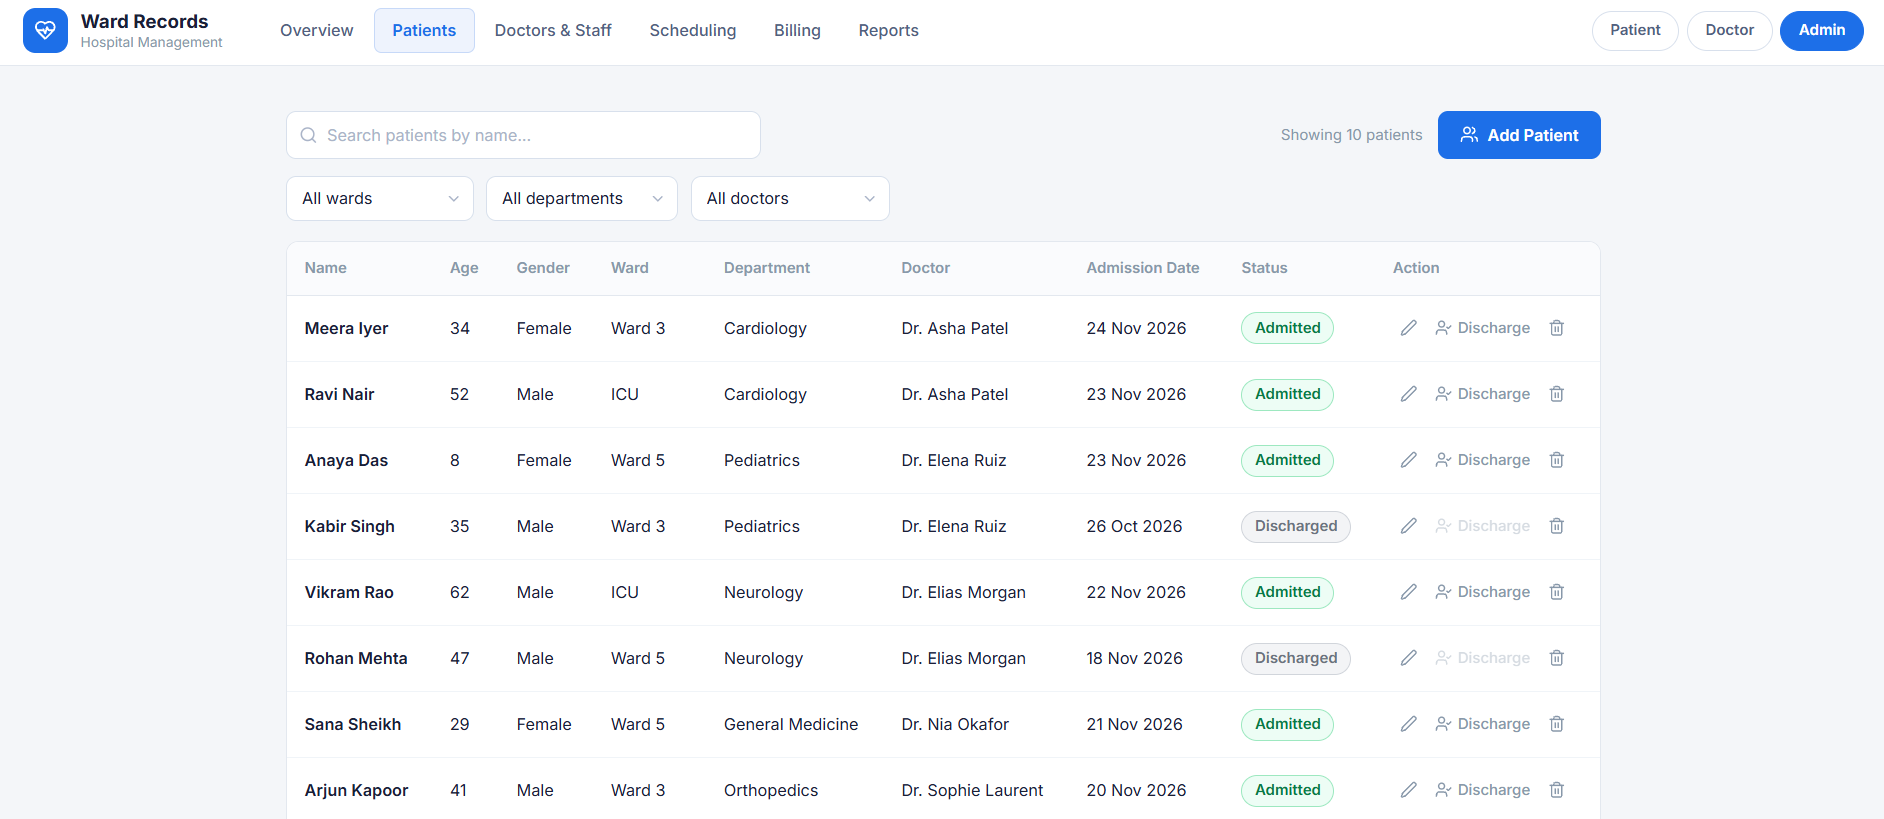 Ward Records
Hospital Management
Overview Patients Doctors & Staff Scheduling Billing Reports
Patient Doctor Admin
Search patients by name...
Showing 10 patients
Add Patient
All wards All departments All doctors
Name Age Gender Ward Department Doctor Admission Date Status Action
Meera Iyer 34 Female Ward 3 Cardiology Dr. Asha Patel 24 Nov 2026 Admitted Discharge
Ravi Nair 52 Male ICU Cardiology Dr. Asha Patel 23 Nov 2026 Admitted Discharge
Anaya Das 8 Female Ward 5 Pediatrics Dr. Elena Ruiz 23 Nov 2026 Admitted Discharge
Kabir Singh 35 Male Ward 3 Pediatrics Dr. Elena Ruiz 26 Oct 2026 Discharged Discharge
Vikram Rao 62 Male ICU Neurology Dr. Elias Morgan 22 Nov 2026 Admitted Discharge
Rohan Mehta 47 Male Ward 5 Neurology Dr. Elias Morgan 18 Nov 2026 Discharged Discharge
Sana Sheikh 29 Female Ward 5 General Medicine Dr. Nia Okafor 21 Nov 2026 Admitted Discharge
Arjun Kapoor 41 Male Ward 3 Orthopedics Dr. Sophie Laurent 20 Nov 2026 Admitted Discharge